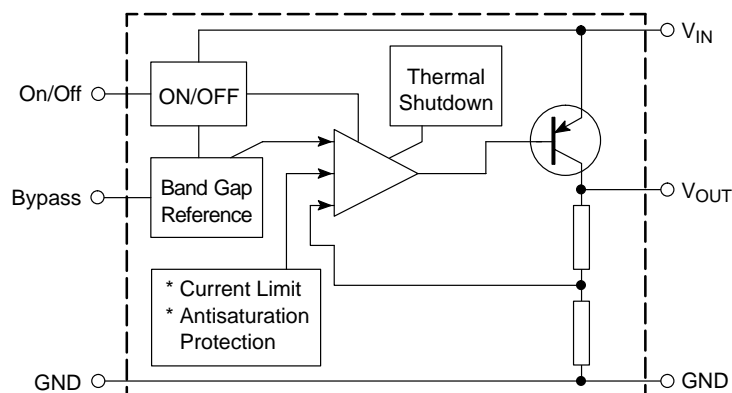 V_IN
Thermal
Shutdown
On/Off
ON/OFF
Band Gap
Reference
Bypass
V_OUT
* Current Limit
* Antisaturation
Protection
GND
GND